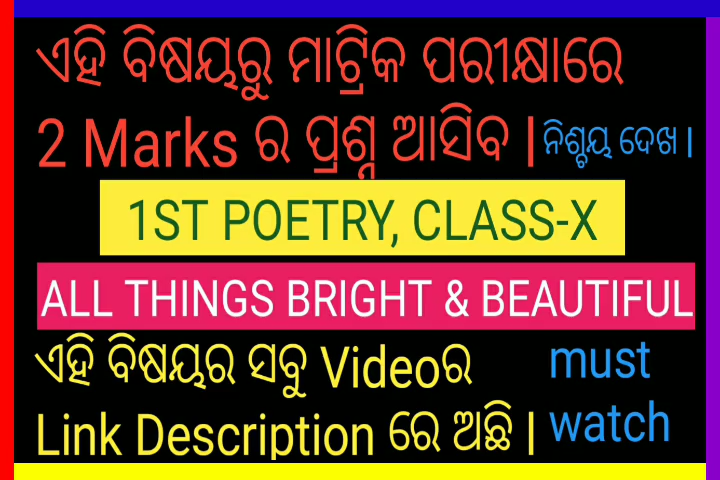 ଏହି ବିଷୟରୁ ମାଟ୍ରିକ ପରୀକ୍ଷାରେ
2 Marks ର ପ୍ରଶ୍ନ ଆସିବ | ନିଶ୍ଚୟ ଦେଖ |
1ST POETRY, CLASS-X
ALL THINGS BRIGHT & BEAUTIFUL
ଏହି ବିଷୟର ସବୁ Videoର
Link Description ରେ ଅଛି |
must
watch